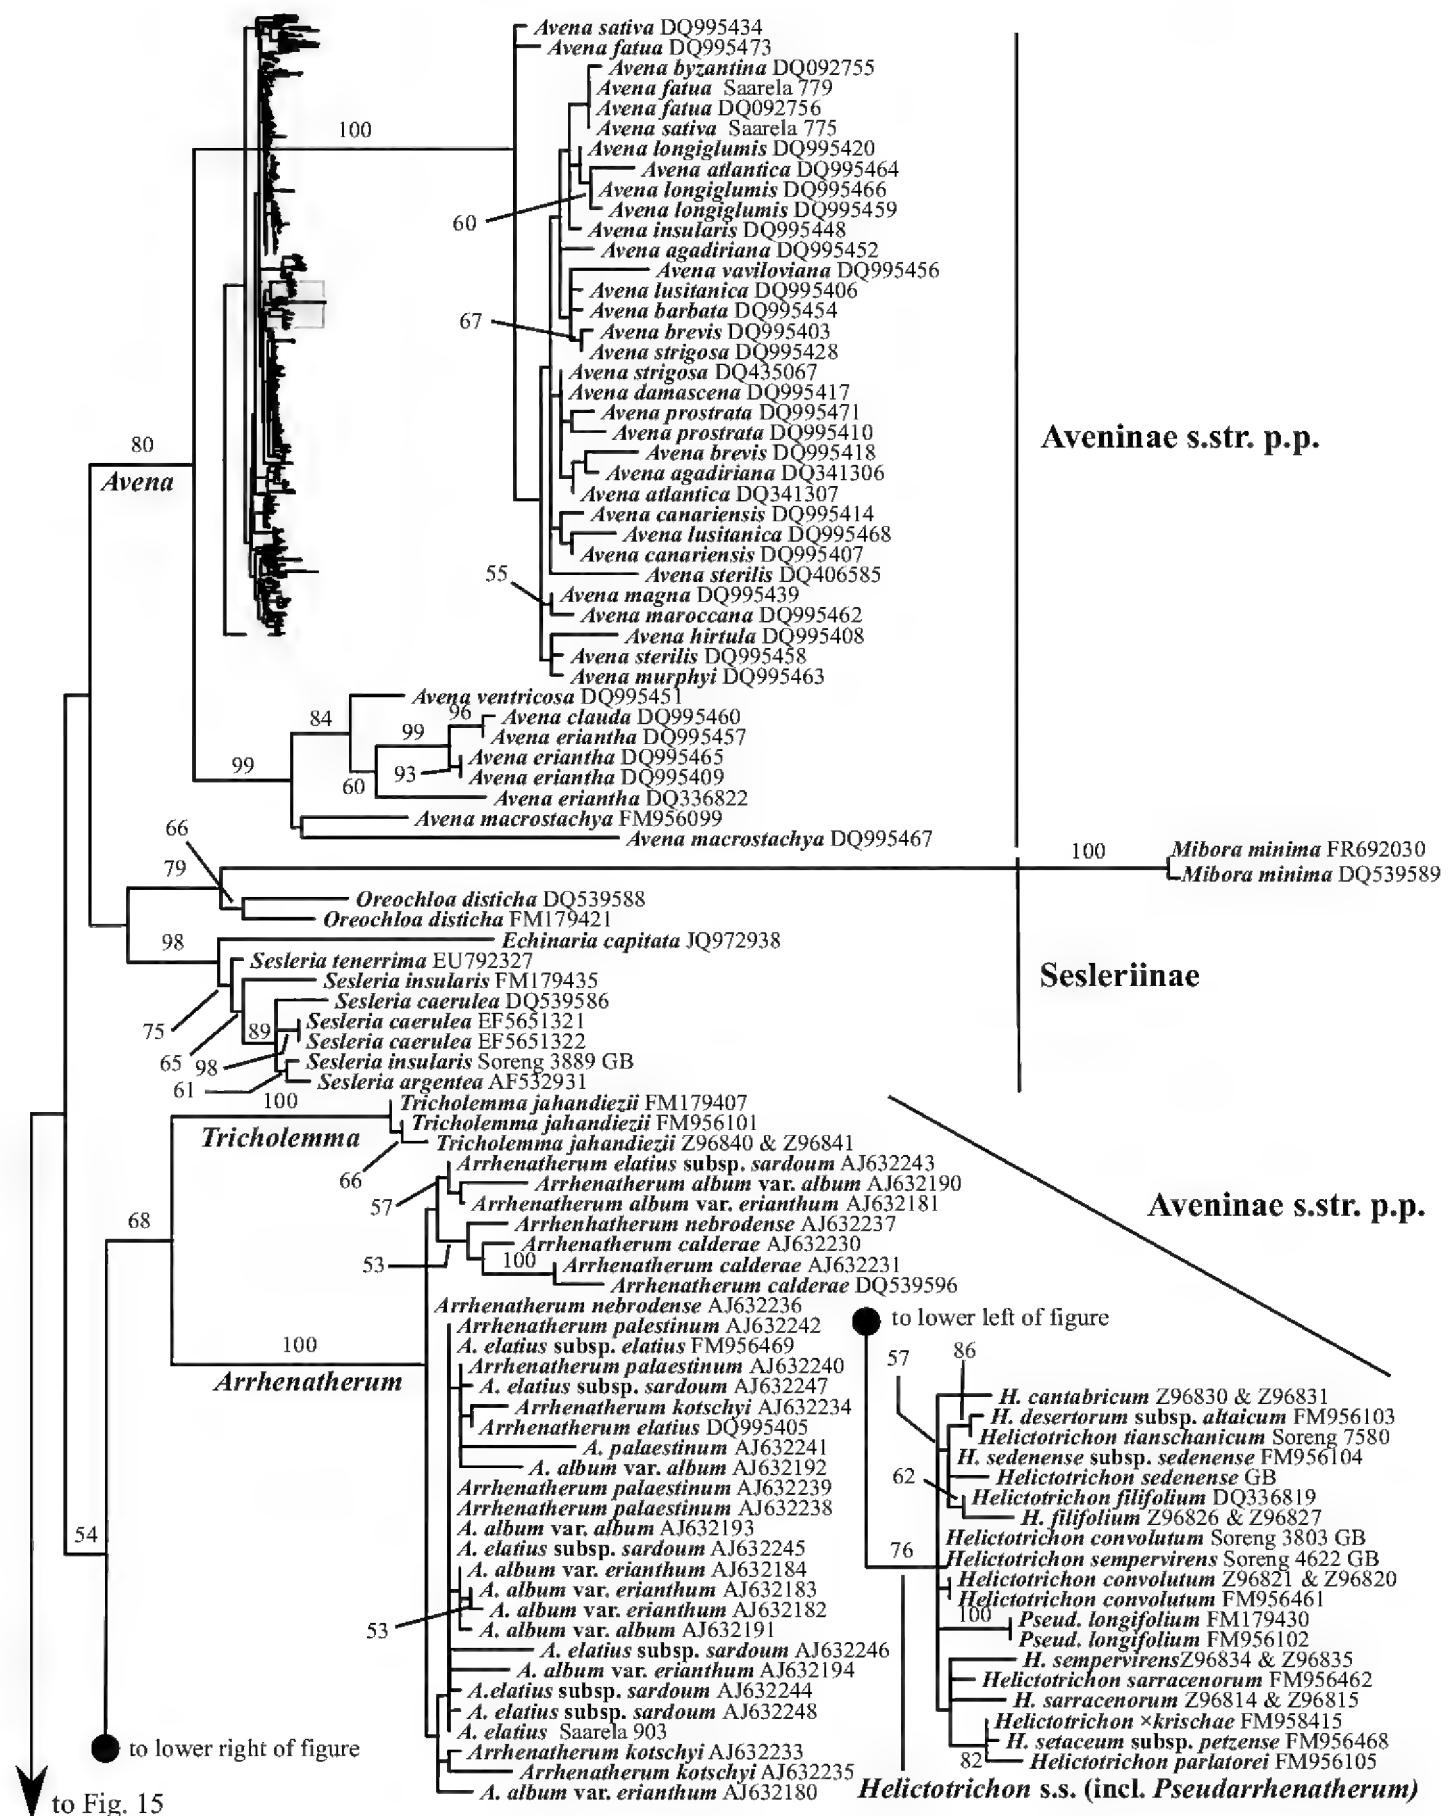 Avena sativa DQ995434
Avena fatua DQ995473
Avena byzantina DQ092755
Avena fatua Saarela 779
Avena fatua DQ092756
Avena sativa Saarela 775
100
Avena longiglumis DQ995420
Avena atlantica DQ995464
Avena longiglumis DQ995466
Avena longiglumis DQ995459
60
Avena insularis DQ995448
Avena agadiriana DQ995452
Avena vaviloviana DQ995456
Avena lusitanica DQ995406
Avena barbata DQ995454
67
Avena brevis DQ995403
Avena strigosa DQ995428
Avena strigosa DQ435067
Avena damascena DQ995417
Avena prostrata DQ995471
Avena prostrata DQ995410
Aveninae s.str. p.p.
80
Avena brevis DQ995418
Avena agadiriana DQ341306
Avena
Avena atlantica DQ341307
Avena canariensis DQ995414
Avena lusitanica DQ995468
Avena canariensis DQ995407
Avena sterilis DQ406585
55
Avena magna DQ995439
Avena maroccana DQ995462
Avena hirtula DQ995408
Avena sterilis DQ995458
Avena murphyi DQ995463
Avena ventricosa DQ995451
84
96
Avena clauda DQ995460
99
Avena eriantha DQ995457
Avena eriantha DQ995465
99
93
Avena eriantha DQ995409
60
Avena eriantha DQ336822
Avena macrostachya FM956099
66
Avena macrostachya DQ995467
100
Mibora minima FR692030
79
Mibora minima DQ539589
Oreochloa disticha DQ539588
Oreochloa disticha FM179421
98
Echinaria capitata JQ972938
Sesleria tenerrima EU792327
Sesleriinae
Sesleria insularis FM179435
Sesleria caerulea DQ539586
75
89
Sesleria caerulea EF5651321
65
98
Sesleria caerulea EF5651322
Sesleria insularis Soreng 3889 GB
61
Sesleria argentea AF532931
100
Tricholemma jahandiezii FM179407
Tricholemma jahandiezii FM956101
Tricholemma
Tricholemma jahandiezii Z96840 & Z96841
66
Arrhenatherum elatius subsp. sardoum AJ632243
Arrhenatherum album var. album AJ632190
57
Arrhenatherum album var. erianthum AJ632181
Aveninae s.str. p.p.
68
Arrhenhatherum nebrodense AJ632237
Arrhenatherum calderae AJ632230
53
100
Arrhenatherum calderae AJ632231
Arrhenatherum calderae DQ539596
Arrhenatherum nebrodense AJ632236
to lower left of figure
Arrhenatherum palestinum AJ632242
100
A. elatius subsp. elatius FM956469
57
86
Arrhenatherum palaestinum AJ632240
Arrhenatherum
A. elatius subsp. sardoum AJ632247
H. cantabricum Z96830 & Z96831
Arrhenatherum kotschyi AJ632234
H. desertorum subsp. altaicum FM956103
Arrhenatherum elatius DQ995405
Helictotrichon tianschanicum Soreng 7580
A. palaestinum AJ632241
H. sedenense subsp. sedenense FM956104
A. album var. album AJ632192
62
Helictotrichon sedenense GB
Arrhenatherum palaestinum AJ632239
Helictotrichon filifolium DQ336819
Arrhenatherum palaestinum AJ632238
H. filifolium Z96826 & Z96827
A. album var. album AJ632193
Helictotrichon convolutum Soreng 3803 GB
54
A. elatius subsp. sardoum AJ632245
76
Helictotrichon sempervirens Soreng 4622 GB
A. album var. erianthum AJ632184
Helictotrichon convolutum Z96821 & Z96820
A. album var. erianthum AJ632183
Helictotrichon convolutum FM956461
53
A. album var. erianthum AJ632182
100
Pseud. longifolium FM179430
A. album var. album AJ632191
Pseud. longifolium FM956102
A. elatius subsp. sardoum AJ632246
H. sempervirensZ96834 & Z96835
A. album var. erianthum AJ632194
Helictotrichon sarracenorum FM956462
A.elatius subsp. sardoum AJ632244
H. sarracenorum Z96814 & Z96815
A. elatius subsp. sardoum AJ632248
Helictotrichon ×krischae FM958415
A. elatius Saarela 903
H. setaceum subsp. petzense FM956468
to lower right of figure
Arrhenatherum kotschyi AJ632233
82
Helictotrichon parlatorei FM956105
Arrhenatherum kotschyi AJ632235
Helictotrichon s.s. (incl. Pseudarrhenatherum)
A. album var. erianthum AJ632180
to Fig. 15